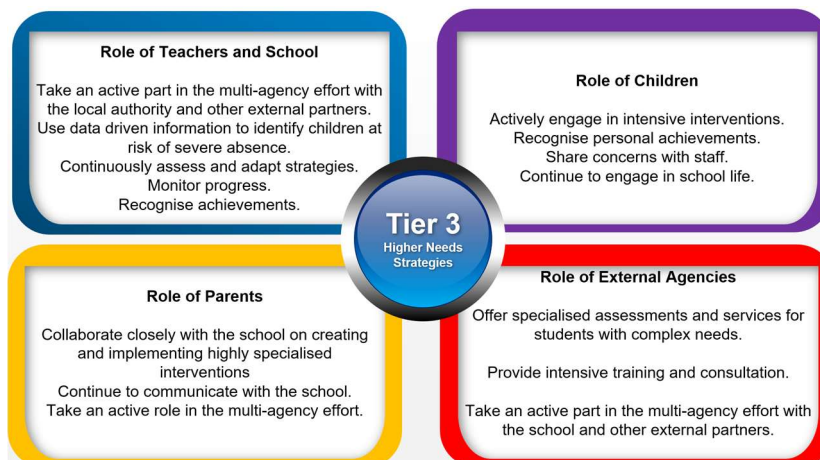 Role of Teachers and School
Take an active part in the multi-agency effort with
the local authority and other external partners.
Use data driven information to identify children at
risk of severe absence.
Continuously assess and adapt strategies.
Monitor progress.
Recognise achievements.
Role of Children
Actively engage in intensive interventions.
Recognise personal achievements.
Share concerns with staff.
Continue to engage in school life.
Tier 3
Higher Needs
Strategies
Role of Parents
Collaborate closely with the school on creating
and implementing highly specialised
interventions
Continue to communicate with the school.
Take an active role in the multi-agency effort.
Role of External Agencies
Offer specialised assessments and services for
students with complex needs.
Provide intensive training and consultation.
Take an active part in the multi-agency effort with
the school and other external partners.